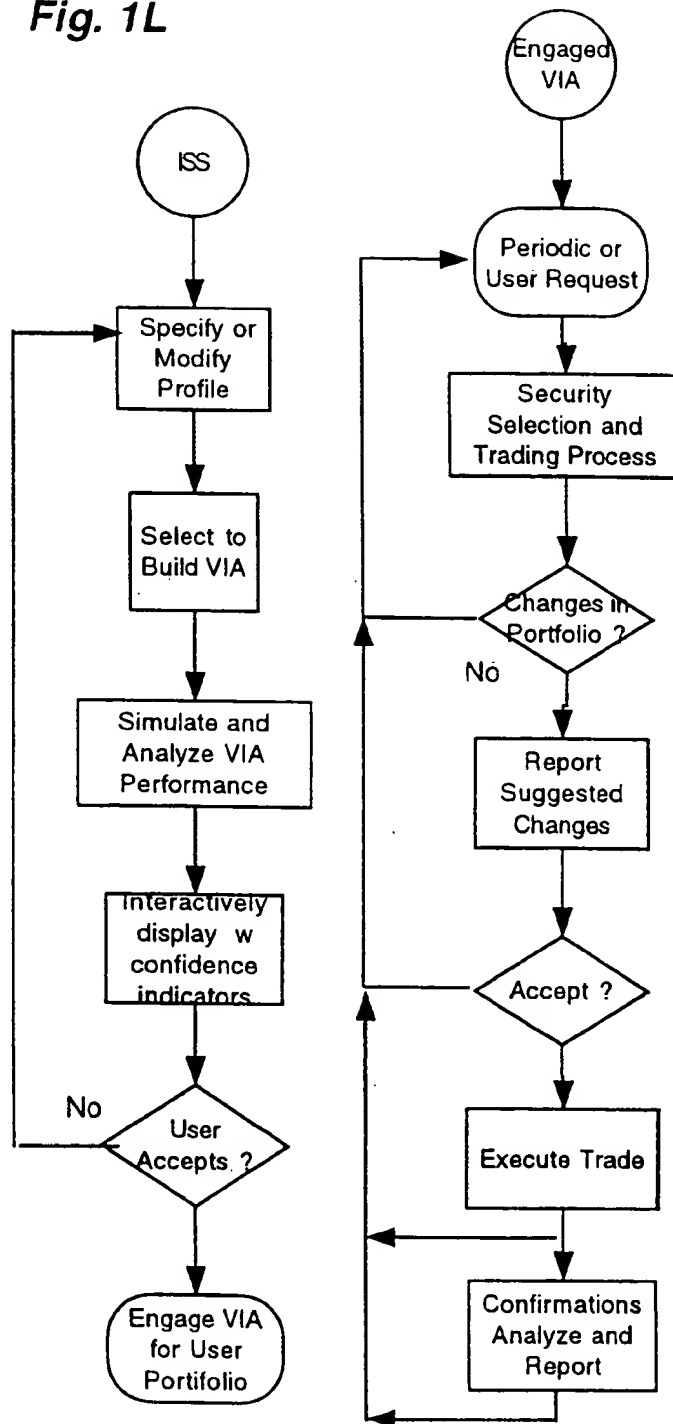 Fig. 1L
ISS
Specify or
Modify
Profile
Select to
Build VIA
Simulate and
Analyze VIA
Performance
Interactively
display w
confidence
indicators
No
User
Accepts ?
Engage VIA
for User
Portifolio
Engaged
VIA
Periodic or
User Request
Security
Selection and
Trading Process
Changes in
Portfolio ?
No
Report
Suggested
Changes
Accept ?
Execute Trade
Confirmations
Analyze and
Report